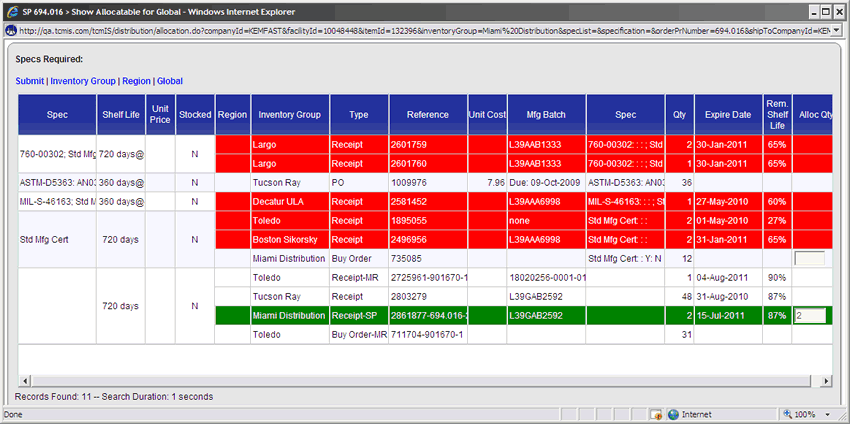 SP 694.016 > Show Allocatable for Global - Windows Internet Explorer
http://qa.tcmis.com/tcmIS/distribution/allocation.do?companyId=KEMFAST&facilityId=10048448&itemId=132396&inventoryGroup=Miami%20Distribution&specList=&specification=&orderPrNumber=694.016&shipToCompanyId=KEM
Specs Required:
Submit | Inventory Group | Region | Global
Spec Shelf Life Unit Price Stocked Region Inventory Group Type Reference Unit Cost Mfg Batch Spec Qty Expire Date Rem. Shelf Life Alloc Qty
760-00302; Std Mfg 720 days@ N
Largo Receipt 2601759 L39AAB1333 760-00302: : : ; Std 2 30-Jan-2011 65%
Largo Receipt 2601760 L39AAB1333 760-00302: : : ; Std 1 30-Jan-2011 65%
ASTM-D5363: AN03 360 days@ N Tucson Ray PO 1009976 7.96 Due: 09-Oct-2009 ASTM-D5363: AN03 36
MIL-S-46163; Std M 360 days@ N Decatur ULA Receipt 2581452 L39AAA6998 MIL-S-46163: : : ; S 1 27-May-2010 60%
Std Mfg Cert 720 days N
Toledo Receipt 1895055 none Std Mfg Cert : : 2 01-May-2010 27%
Boston Sikorsky Receipt 2496956 L39AAA6998 Std Mfg Cert : : 2 31-Jan-2011 65%
Miami Distribution Buy Order 735085 Std Mfg Cert : Y: N 12
720 days N
Toledo Receipt-MR 2725961-901670-1 18020256-0001-01 1 04-Aug-2011 90%
Tucson Ray Receipt 2803279 L39GAB2592 48 31-Aug-2010 87%
Miami Distribution Receipt-SP 2861877-694.016-2 L39GAB2592 2 15-Jul-2011 87% 2
Toledo Buy Order-MR 711704-901670-1 31
Records Found: 11 -- Search Duration: 1 seconds
Done Internet 100%